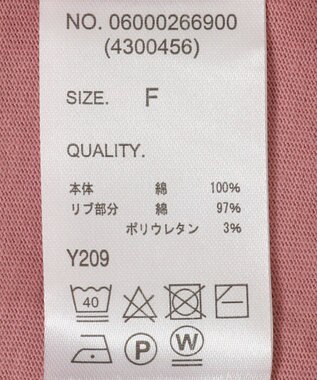 NO. 06000266900
(4300456)
SIZE. F
QUALITY.
本体 綿 100%
リブ部分 綿 97%
ポリウレタン 3%
Y209
40
P W